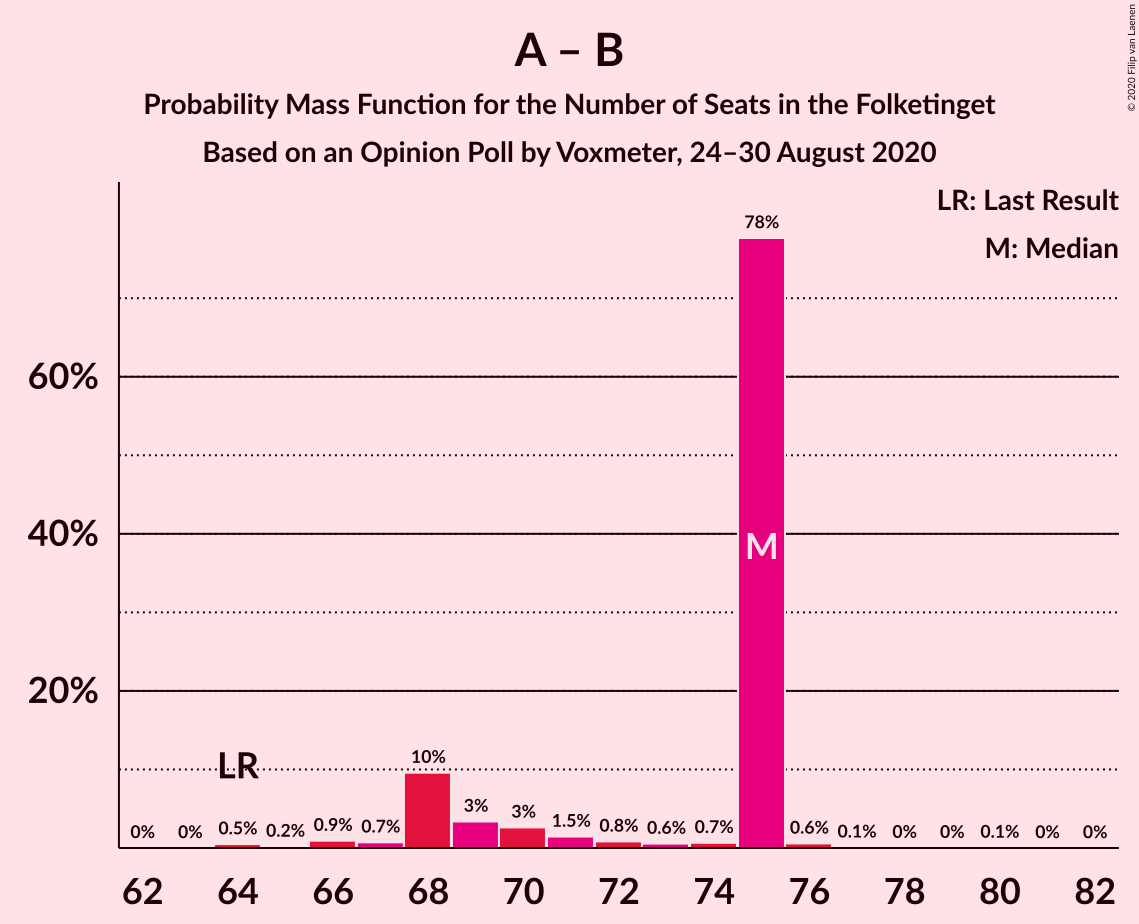 © 2020 Filip van Laenen
A – B
Probability Mass Function for the Number of Seats in the Folketinget
Based on an Opinion Poll by Voxmeter, 24–30 August 2020
LR: Last Result
M: Median
78%
60%
40%
M
20%
LR
10%
0% 0% 0.5% 0.2% 0.9% 0.7% 3% 3% 1.5% 0.8% 0.6% 0.7% 0.6% 0.1% 0% 0% 0.1% 0% 0%
62 64 66 68 70 72 74 76 78 80 82